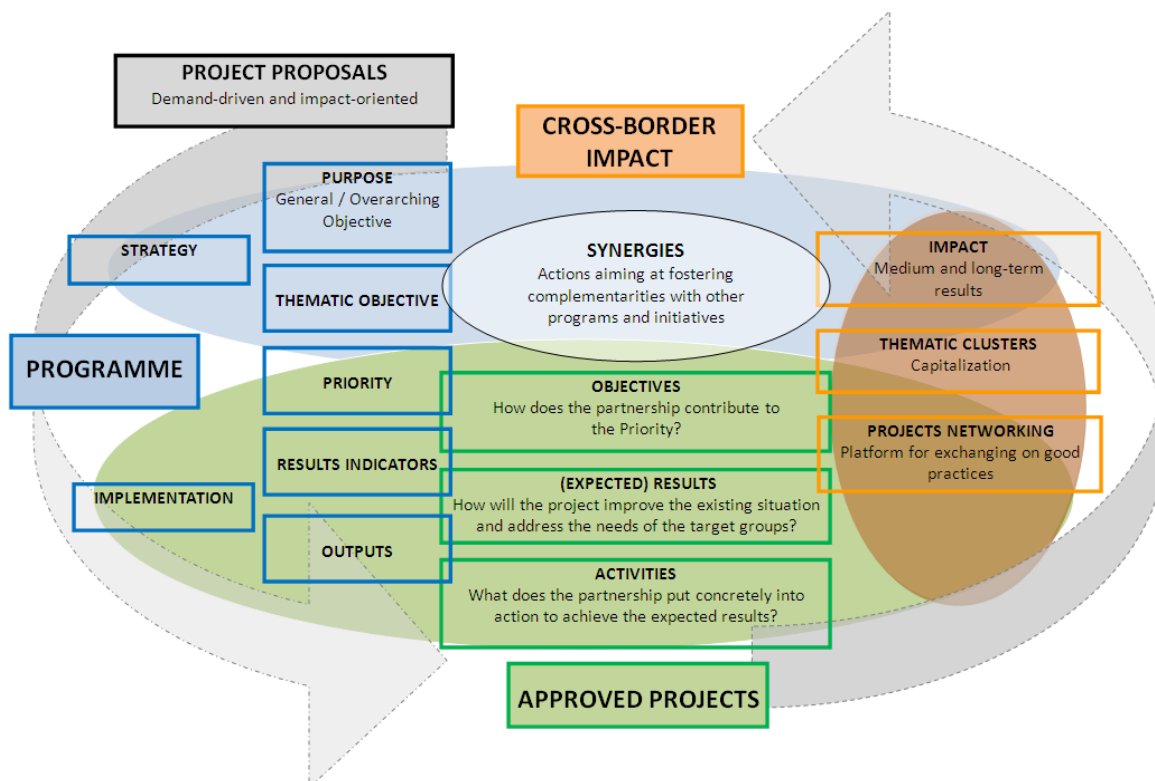 PROJECT PROPOSALS
Demand-driven and impact-oriented
CROSS-BORDER
IMPACT
PURPOSE
General / Overarching
Objective
STRATEGY
THEMATIC OBJECTIVE
SYNERGIES
Actions aiming at fostering
complementarities with other
programs and initiatives
IMPACT
Medium and long-term
results
PROGRAMME
PRIORITY
OBJECTIVES
How does the partnership contribute to
the Priority?
THEMATIC CLUSTERS
Capitalization
RESULTS INDICATORS
PROJECTS NETWORKING
Platform for exchanging on good
practices
IMPLEMENTATION
(EXPECTED) RESULTS
How will the project improve the existing situation
and address the needs of the target groups?
OUTPUTS
ACTIVITIES
What does the partnership put concretely into
action to achieve the expected results?
APPROVED PROJECTS